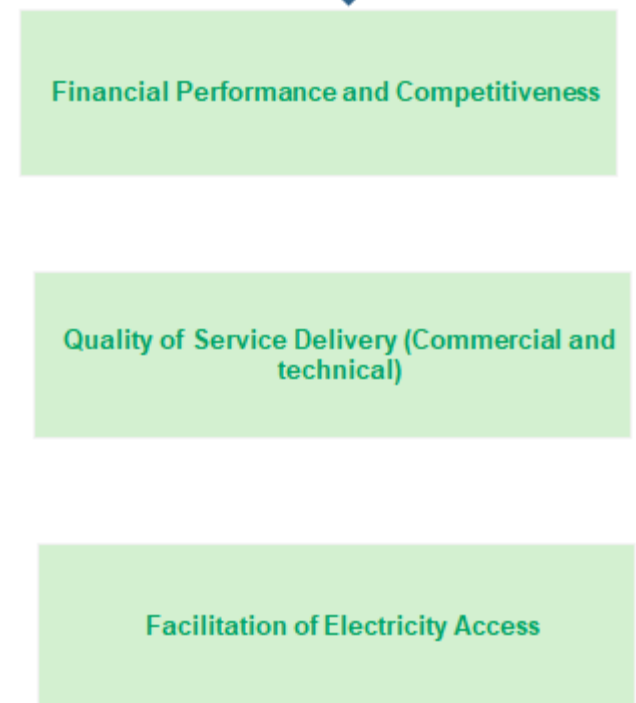 Financial Performance and Competitiveness
Quality of Service Delivery (Commercial and
technical)
Facilitation of Electricity Access